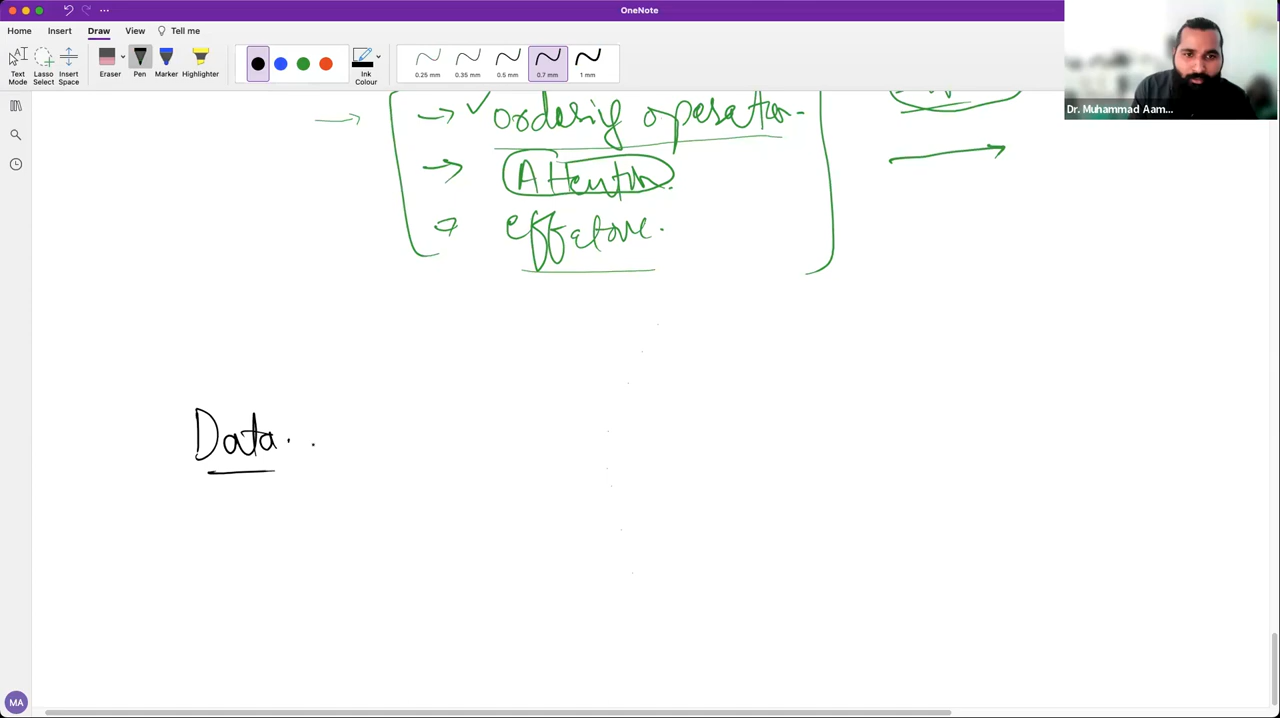 OneNote
Home Insert Draw View Tell me
Text Mode
Lasso Select
Insert Space
Eraser
Pen
Marker
Highlighter
Ink Colour
0.25 mm
0.35 mm
0.5 mm
0.7 mm
1 mm
Dr. Muhammad Aam...
→ → ✓ ordering operation.
→ Attention.
→ effective.
Data..
MA